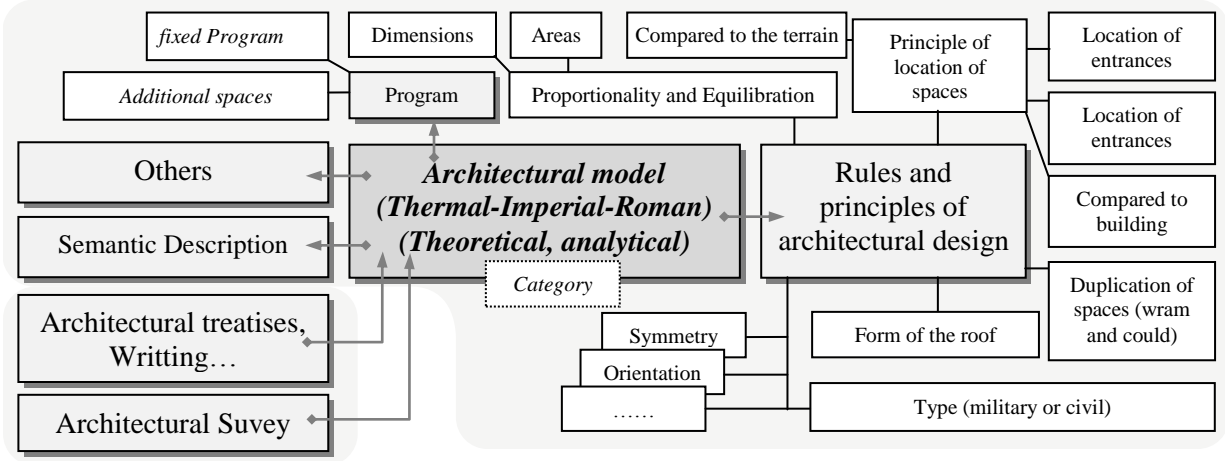 fixed Program
Dimensions
Areas
Compared to the terrain
Principle of
location of
spaces
Location of
entrances
Additional spaces
Program
Proportionality and Equilibration
Location of
entrances
Others
Architectural model
(Thermal-Imperial-Roman)
(Theoretical, analytical)
Rules and
principles of
architectural design
Compared to
building
Semantic Description
Category
Duplication of
spaces (wram
and could)
Architectural treatises,
Writting…
Symmetry
Form of the roof
Orientation
Architectural Suvey
……
Type (military or civil)